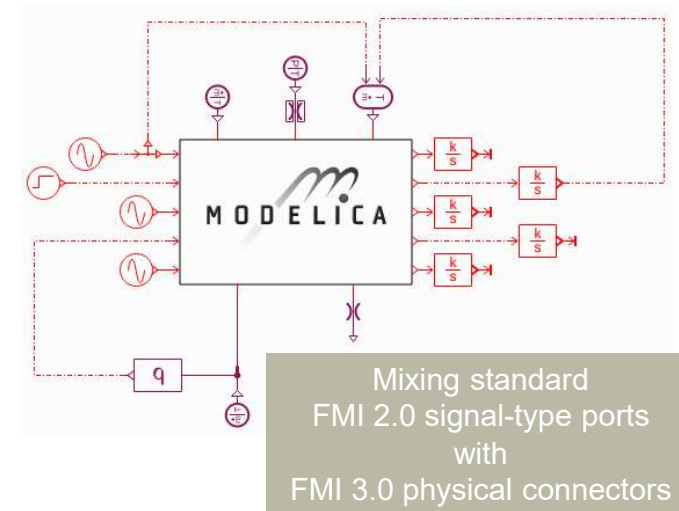 MODELICA
k
s
k
s
k
s
k
s
k
s
q
Mixing standard
FMI 2.0 signal-type ports
with
FMI 3.0 physical connectors